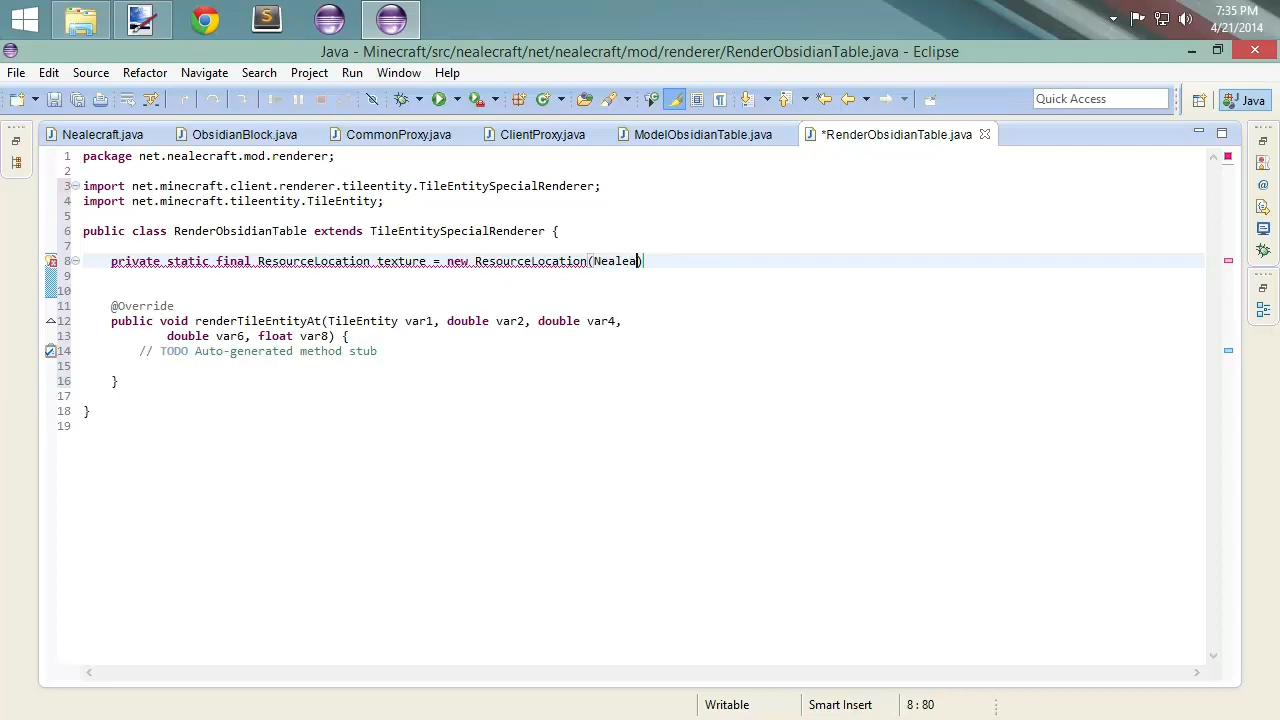 7:35 PM
4/21/2014
Java - Minecraft/src/nealecraft/net/nealecraft/mod/renderer/RenderObsidianTable.java - Eclipse
File Edit Source Refactor Navigate Search Project Run Window Help
Quick Access
Java
Nealecraft.java ObsidianBlock.java CommonProxy.java ClientProxy.java ModelObsidianTable.java *RenderObsidianTable.java
1 package net.nealecraft.mod.renderer;
2
3 import net.minecraft.client.renderer.tileentity.TileEntitySpecialRenderer;
4 import net.minecraft.tileentity.TileEntity;
5
6 public class RenderObsidianTable extends TileEntitySpecialRenderer {
7
8 private static final ResourceLocation texture = new ResourceLocation(Nealea)
9
10
11 @Override
12 public void renderTileEntityAt(TileEntity var1, double var2, double var4,
13 double var6, float var8) {
14 // TODO Auto-generated method stub
15
16 }
17
18 }
19
Writable Smart Insert 8 : 80